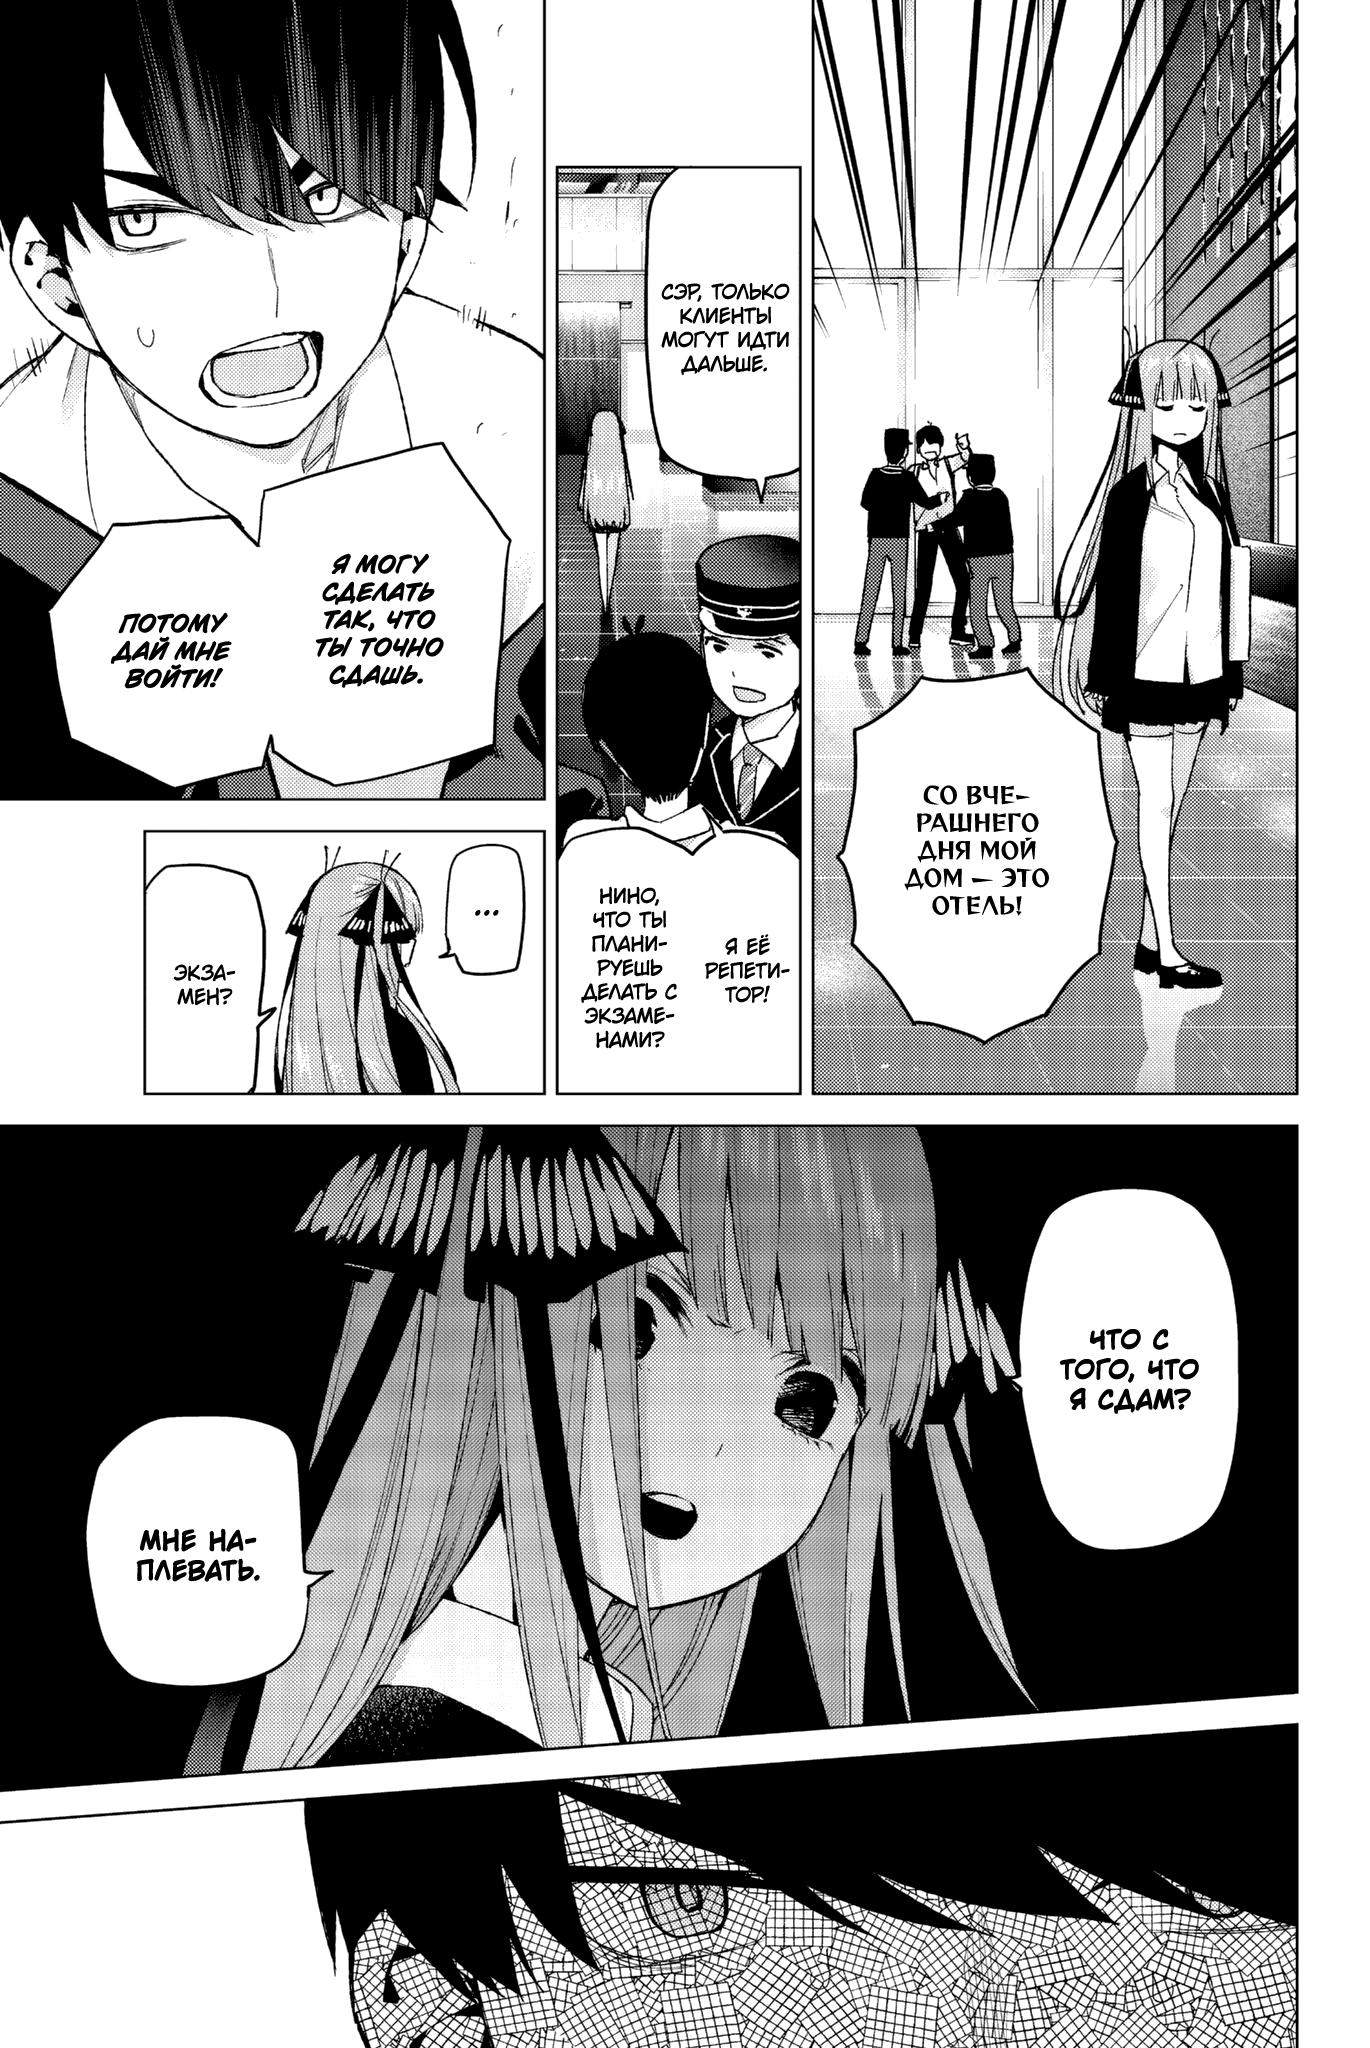 СО ВЧЕ-
РАШНЕГО
ДНЯ МОЙ
ДОМ — ЭТО
ОТЕЛЬ!
СЭР, ТОЛЬКО
КЛИЕНТЫ
МОГУТ ИДТИ
ДАЛЬШЕ.
Я ЕЁ
РЕПЕТИ-
ТОР!
НИНО,
ЧТО ТЫ
ПЛАНИ-
РУЕШЬ
ДЕЛАТЬ С
ЭКЗАМЕ-
НАМИ?
Я МОГУ
СДЕЛАТЬ
ТАК, ЧТО
ТЫ ТОЧНО
СДАШЬ.
ПОТОМУ
ДАЙ МНЕ
ВОЙТИ!
...
ЭКЗА-
МЕН?
ЧТО С
ТОГО, ЧТО
Я СДАМ?
МНЕ НА-
ПЛЕВАТЬ.